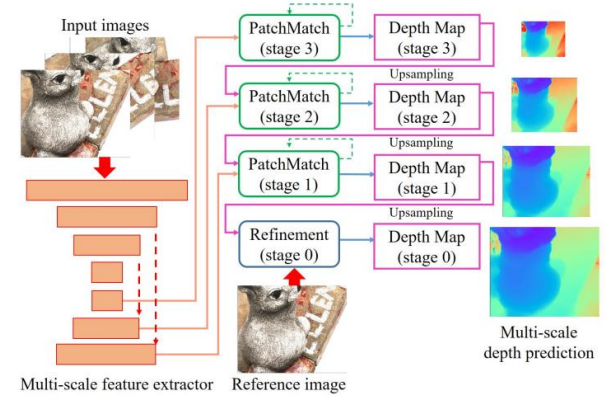 Input images
PatchMatch
(stage 3)
Depth Map
(stage 3)
Upsampling
PatchMatch
(stage 2)
Depth Map
(stage 2)
Upsampling
PatchMatch
(stage 1)
Depth Map
(stage 1)
Upsampling
Refinement
(stage 0)
Depth Map
(stage 0)
Multi-scale feature extractor
Reference image
Multi-scale
depth prediction